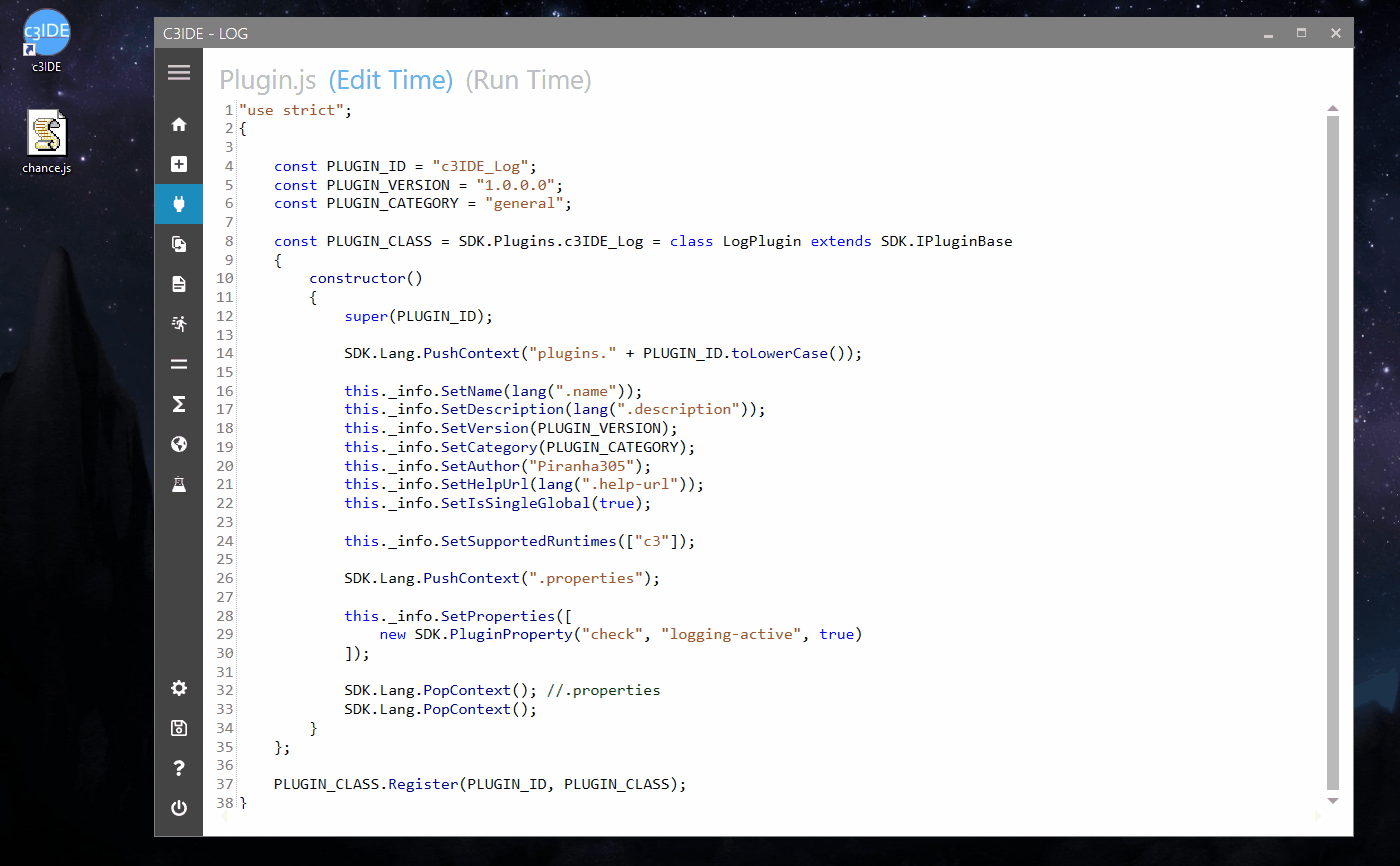 c3IDE
c3IDE
chance.js
C3IDE - LOG
Plugin.js (Edit Time) (Run Time)
1 "use strict";
2 {
3
4     const PLUGIN_ID = "c3IDE_Log";
5     const PLUGIN_VERSION = "1.0.0.0";
6     const PLUGIN_CATEGORY = "general";
7
8     const PLUGIN_CLASS = SDK.Plugins.c3IDE_Log = class LogPlugin extends SDK.IPluginBase
9     {
10         constructor()
11         {
12             super(PLUGIN_ID);
13
14             SDK.Lang.PushContext("plugins." + PLUGIN_ID.toLowerCase());
15
16             this._info.SetName(lang(".name"));
17             this._info.SetDescription(lang(".description"));
18             this._info.SetVersion(PLUGIN_VERSION);
19             this._info.SetCategory(PLUGIN_CATEGORY);
20             this._info.SetAuthor("Piranha305");
21             this._info.SetHelpUrl(lang(".help-url"));
22             this._info.SetIsSingleGlobal(true);
23
24             this._info.SetSupportedRuntimes(["c3"]);
25
26             SDK.Lang.PushContext(".properties");
27
28             this._info.SetProperties([
29                 new SDK.PluginProperty("check", "logging-active", true)
30             ]);
31
32             SDK.Lang.PopContext(); //.properties
33             SDK.Lang.PopContext();
34         }
35     };
36
37     PLUGIN_CLASS.Register(PLUGIN_ID, PLUGIN_CLASS);
38 }